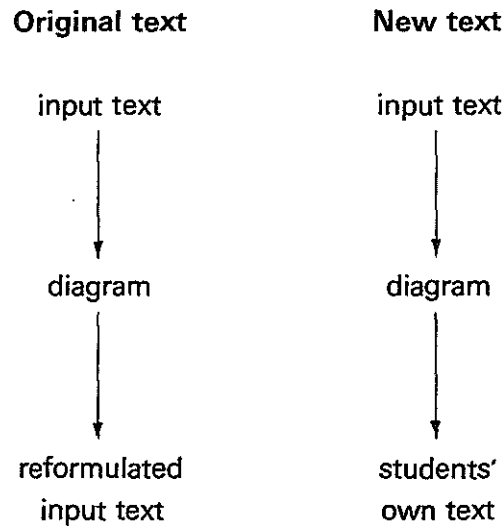 Original text
input text
diagram
reformulated
input text
New text
input text
diagram
students'
own text